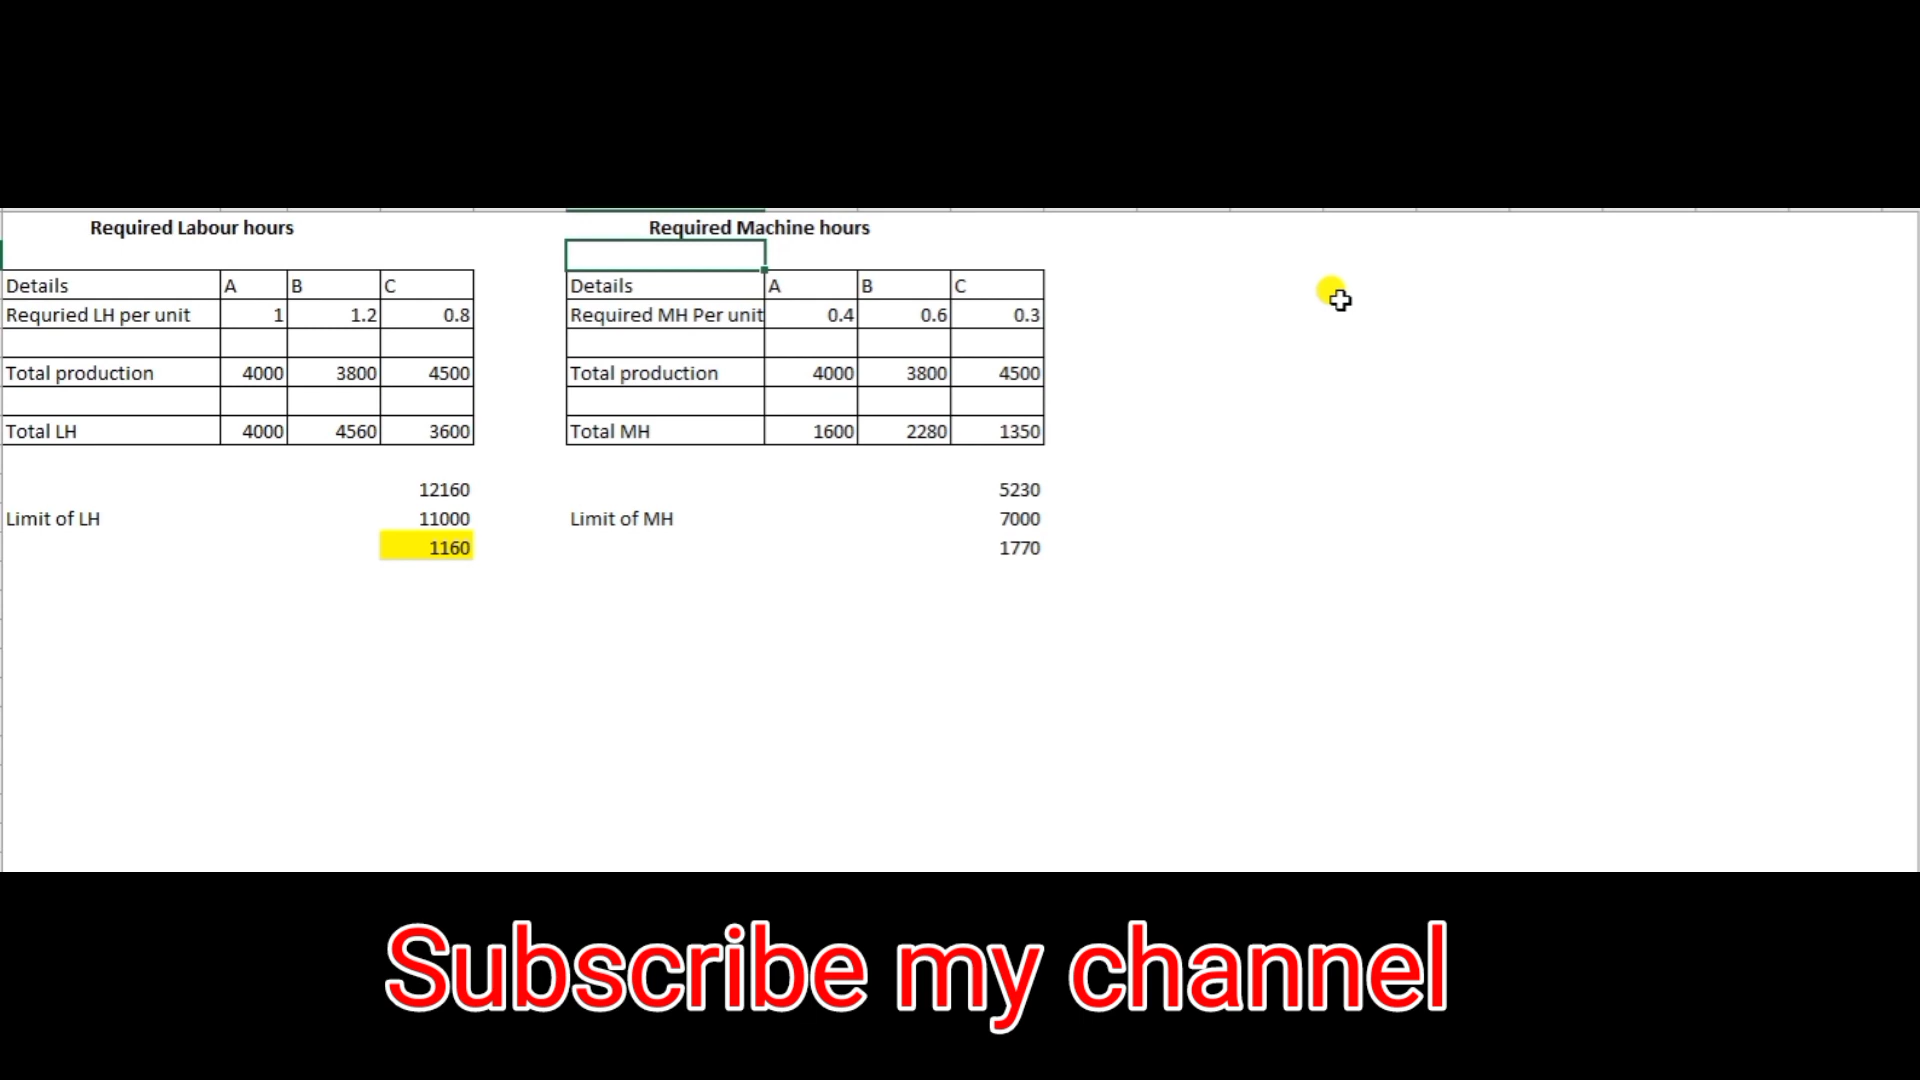 Required Labour hours
Details A B C
Requried LH per unit 1 1.2 0.8
Total production 4000 3800 4500
Total LH 4000 4560 3600
12160
Limit of LH 11000
1160
Required Machine hours
Details A B C
Required MH Per unit 0.4 0.6 0.3
Total production 4000 3800 4500
Total MH 1600 2280 1350
5230
Limit of MH 7000
1770
Subscribe my channel